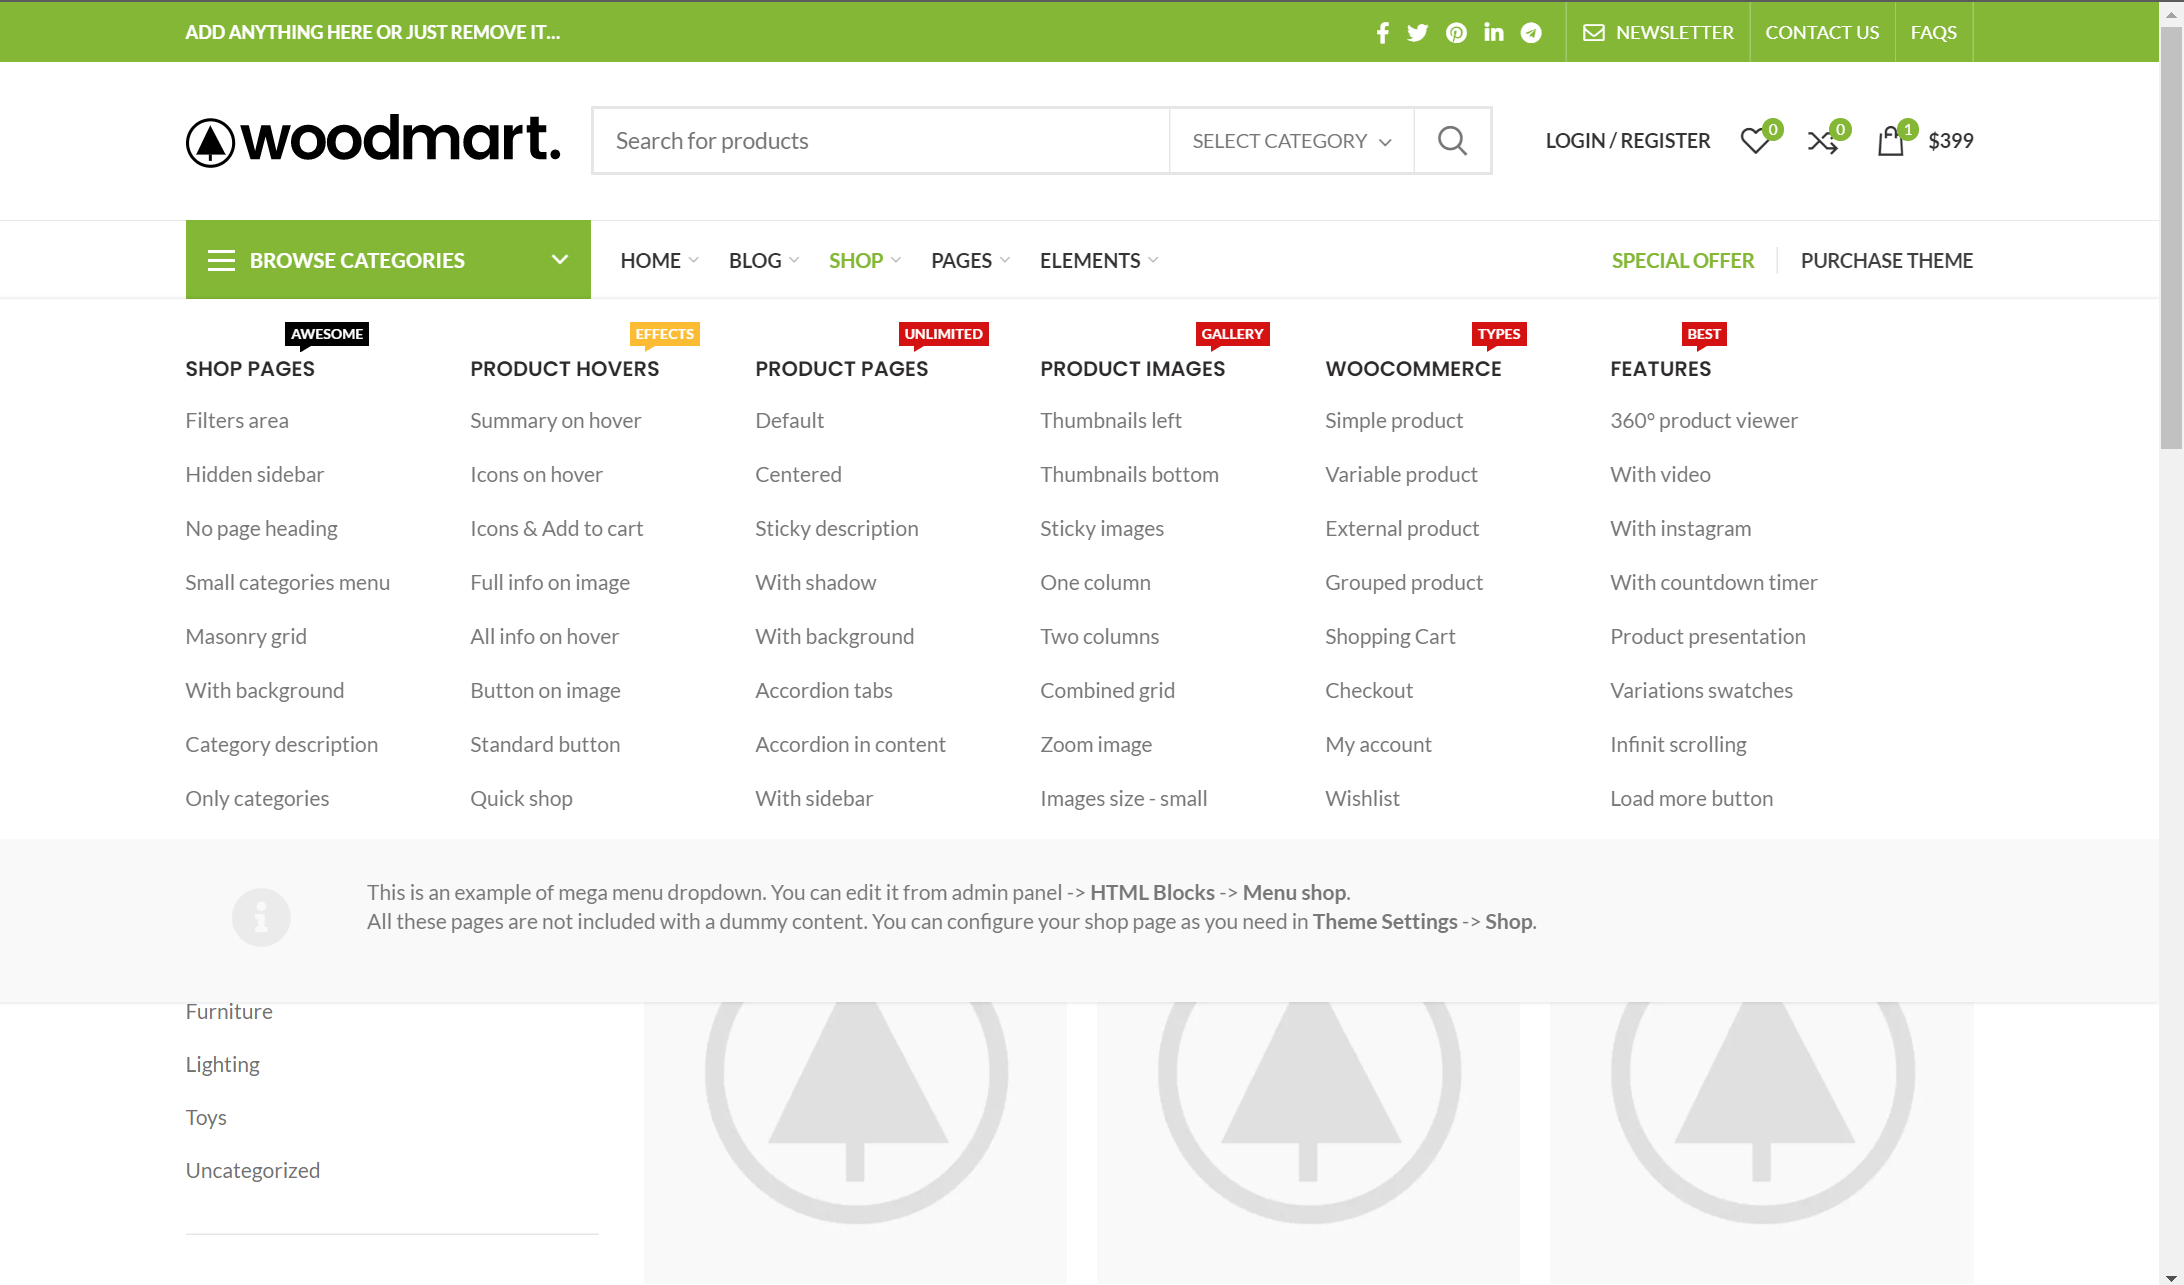 ADD ANYTHING HERE OR JUST REMOVE IT...
NEWSLETTER
CONTACT US
FAQS
woodmart.
Search for products
SELECT CATEGORY
LOGIN / REGISTER
0
0
1
$399
BROWSE CATEGORIES
HOME
BLOG
SHOP
PAGES
ELEMENTS
SPECIAL OFFER
PURCHASE THEME
AWESOME
SHOP PAGES
Filters area
Hidden sidebar
No page heading
Small categories menu
Masonry grid
With background
Category description
Only categories
EFFECTS
PRODUCT HOVERS
Summary on hover
Icons on hover
Icons & Add to cart
Full info on image
All info on hover
Button on image
Standard button
Quick shop
UNLIMITED
PRODUCT PAGES
Default
Centered
Sticky description
With shadow
With background
Accordion tabs
Accordion in content
With sidebar
GALLERY
PRODUCT IMAGES
Thumbnails left
Thumbnails bottom
Sticky images
One column
Two columns
Combined grid
Zoom image
Images size - small
TYPES
WOOCOMMERCE
Simple product
Variable product
External product
Grouped product
Shopping Cart
Checkout
My account
Wishlist
BEST
FEATURES
360° product viewer
With video
With instagram
With countdown timer
Product presentation
Variations swatches
Infinit scrolling
Load more button
This is an example of mega menu dropdown. You can edit it from admin panel -> HTML Blocks -> Menu shop.
All these pages are not included with a dummy content. You can configure your shop page as you need in Theme Settings -> Shop.
Furniture
Lighting
Toys
Uncategorized